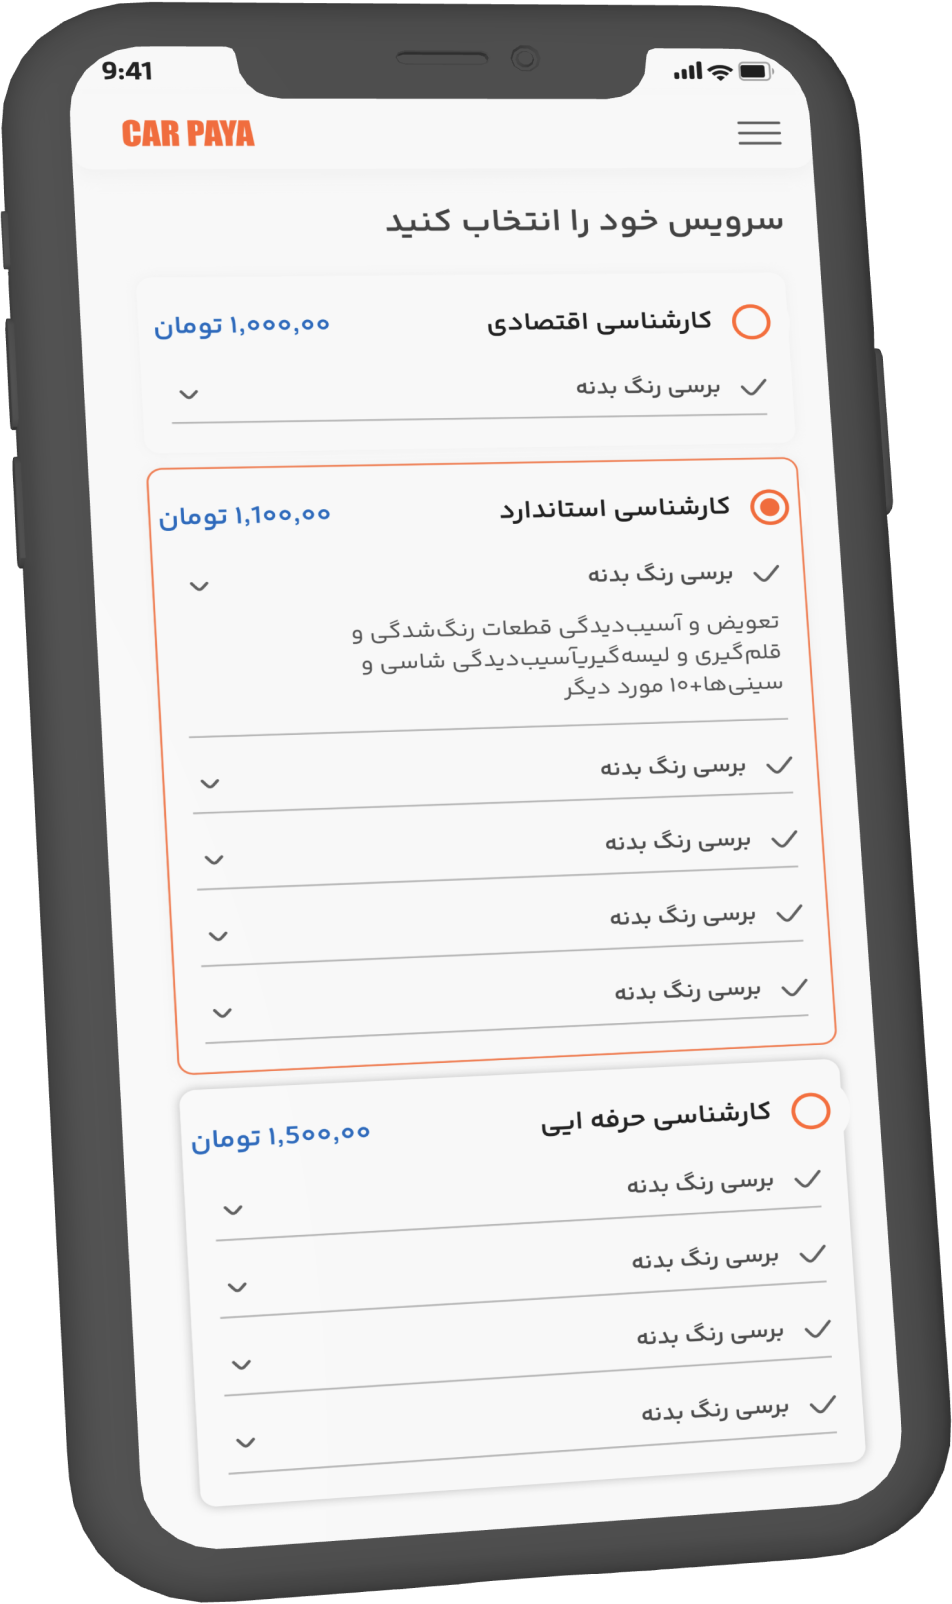 9:41
CAR PAYA
سرویس خود را انتخاب کنید
کارشناسی اقتصادی
۱,۰۰۰,۰۰ تومان
برسی رنگ بدنه
کارشناسی استاندارد
۱,۱۰۰,۰۰ تومان
برسی رنگ بدنه
تعویض و آسیب‌دیدگی قطعات رنگ‌شدگی و
قلم‌گیری و لیسه‌گیریآسیب‌دیدگی شاسی و
سینی‌ها+۱۰ مورد دیگر
برسی رنگ بدنه
برسی رنگ بدنه
برسی رنگ بدنه
برسی رنگ بدنه
کارشناسی حرفه ایی
۱,۵۰۰,۰۰ تومان
برسی رنگ بدنه
برسی رنگ بدنه
برسی رنگ بدنه
برسی رنگ بدنه